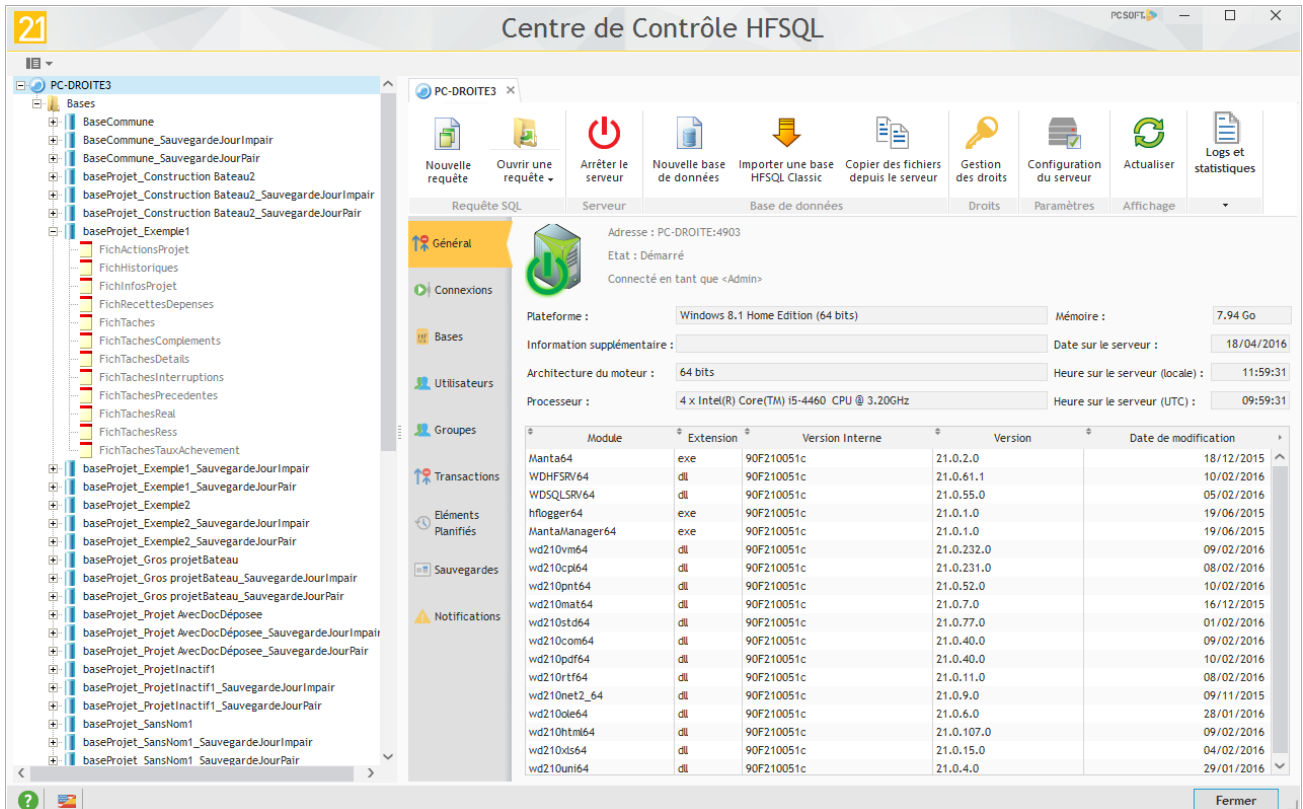 21
Centre de Contrôle HFSQL
PC SOFT
PC-DROITE3
Bases
BaseCommune
BaseCommune_SauvegardeJourImpair
BaseCommune_SauvegardeJourPair
baseProjet_Construction Bateau2
baseProjet_Construction Bateau2_SauvegardeJourImpair
baseProjet_Construction Bateau2_SauvegardeJourPair
baseProjet_Exemple1
FichActionsProjet
FichHistoriques
FichInfosProjet
FichRecettesDepenses
FichTaches
FichTachesComplements
FichTachesDetails
FichTachesInterruptions
FichTachesPrecedentes
FichTachesReal
FichTachesRess
FichTachesTauxAchevement
baseProjet_Exemple1_SauvegardeJourImpair
baseProjet_Exemple1_SauvegardeJourPair
baseProjet_Exemple2
baseProjet_Exemple2_SauvegardeJourImpair
baseProjet_Exemple2_SauvegardeJourPair
baseProjet_Gros projetBateau
baseProjet_Gros projetBateau_SauvegardeJourImpair
baseProjet_Gros projetBateau_SauvegardeJourPair
baseProjet_Projet AvecDocDéposee
baseProjet_Projet AvecDocDéposee_SauvegardeJourImpair
baseProjet_Projet AvecDocDéposee_SauvegardeJourPair
baseProjet_ProjetInactif1
baseProjet_ProjetInactif1_SauvegardeJourImpair
baseProjet_ProjetInactif1_SauvegardeJourPair
baseProjet_SansNom1
baseProjet_SansNom1_SauvegardeJourImpair
baseProjet_SansNom1_SauvegardeJourPair
PC-DROITE3
Nouvelle requête
Ouvrir une requête
Arrêter le serveur
Nouvelle base de données
Importer une base HFSQL Classic
Copier des fichiers depuis le serveur
Gestion des droits
Configuration du serveur
Actualiser
Logs et statistiques
Requête SQL Serveur Base de données Droits Paramètres Affichage
Général
Connexions
Bases
Utilisateurs
Groupes
Transactions
Eléments Planifiés
Sauvegardes
Notifications
Adresse : PC-DROITE:4903
Etat : Démarré
Connecté en tant que <Admin>
Plateforme : Windows 8.1 Home Edition (64 bits) Mémoire : 7.94 Go
Information supplémentaire : Date sur le serveur : 18/04/2016
Architecture du moteur : 64 bits Heure sur le serveur (locale) : 11:59:31
Processeur : 4 x Intel(R) Core(TM) i5-4460 CPU @ 3.20GHz Heure sur le serveur (UTC) : 09:59:31
Module Extension Version Interne Version Date de modification
Manta64 exe 90F210051c 21.0.2.0 18/12/2015
WDHFSRV64 dll 90F210051c 21.0.61.1 10/02/2016
WDSQLSRV64 dll 90F210051c 21.0.55.0 05/02/2016
hflogger64 exe 90F210051c 21.0.1.0 19/06/2015
MantaManager64 exe 90F210051c 21.0.1.0 19/06/2015
wd210vm64 dll 90F210051c 21.0.232.0 09/02/2016
wd210cpl64 dll 90F210051c 21.0.231.0 08/02/2016
wd210pnt64 dll 90F210051c 21.0.52.0 10/02/2016
wd210mat64 dll 90F210051c 21.0.7.0 16/12/2015
wd210std64 dll 90F210051c 21.0.77.0 01/02/2016
wd210com64 dll 90F210051c 21.0.40.0 09/02/2016
wd210pdf64 dll 90F210051c 21.0.40.0 10/02/2016
wd210rtf64 dll 90F210051c 21.0.11.0 08/02/2016
wd210net2_64 dll 90F210051c 21.0.9.0 09/11/2015
wd210ole64 dll 90F210051c 21.0.6.0 28/01/2016
wd210html64 dll 90F210051c 21.0.107.0 09/02/2016
wd210xls64 dll 90F210051c 21.0.15.0 04/02/2016
wd210uni64 dll 90F210051c 21.0.4.0 29/01/2016
Fermer